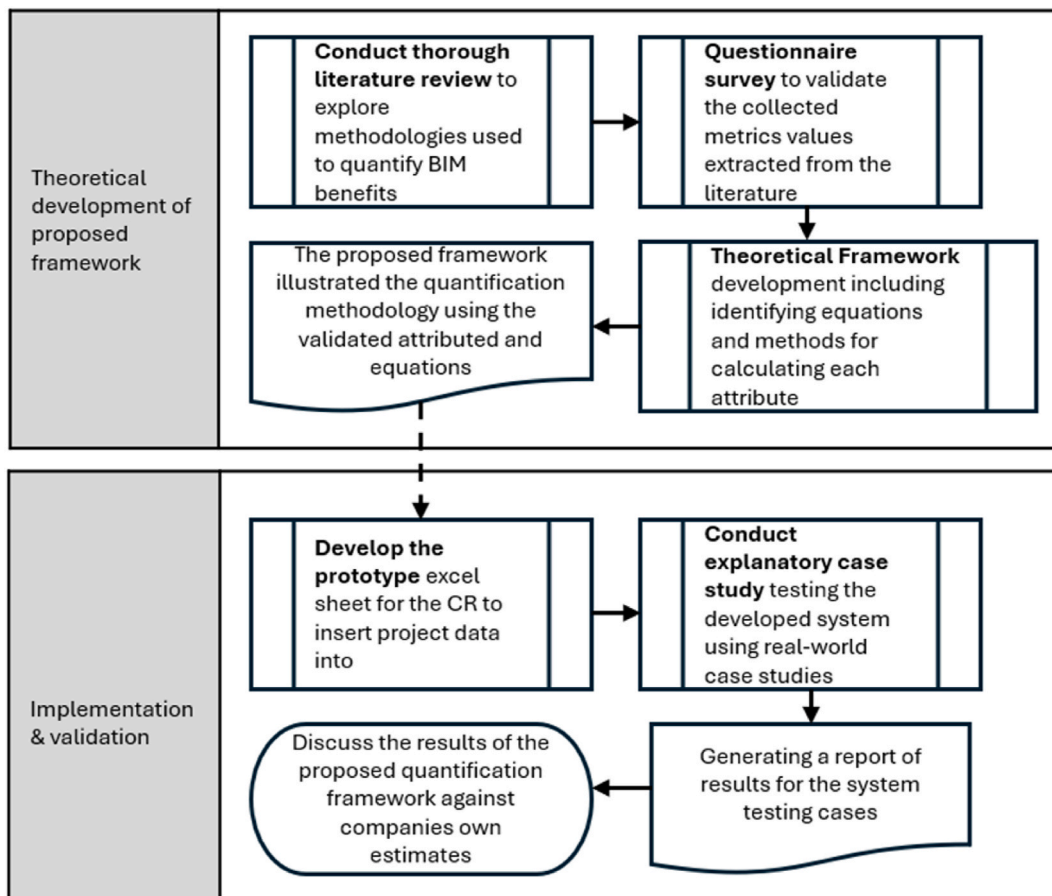 Theoretical
development of
proposed
framework
Conduct thorough
literature review to
explore
methodologies used
to quantify BIM
benefits
Questionnaire
survey to validate
the collected
metrics values
extracted from the
literature
Theoretical Framework
development including
identifying equations
and methods for
calculating each
attribute
The proposed framework
illustrated the quantification
methodology using the
validated attributed and
equations
Implementation
& validation
Develop the
prototype excel
sheet for the CR to
insert project data
into
Conduct
explanatory case
study testing the
developed system
using real-world
case studies
Generating a report of
results for the system
testing cases
Discuss the results of the
proposed quantification
framework against
companies own
estimates